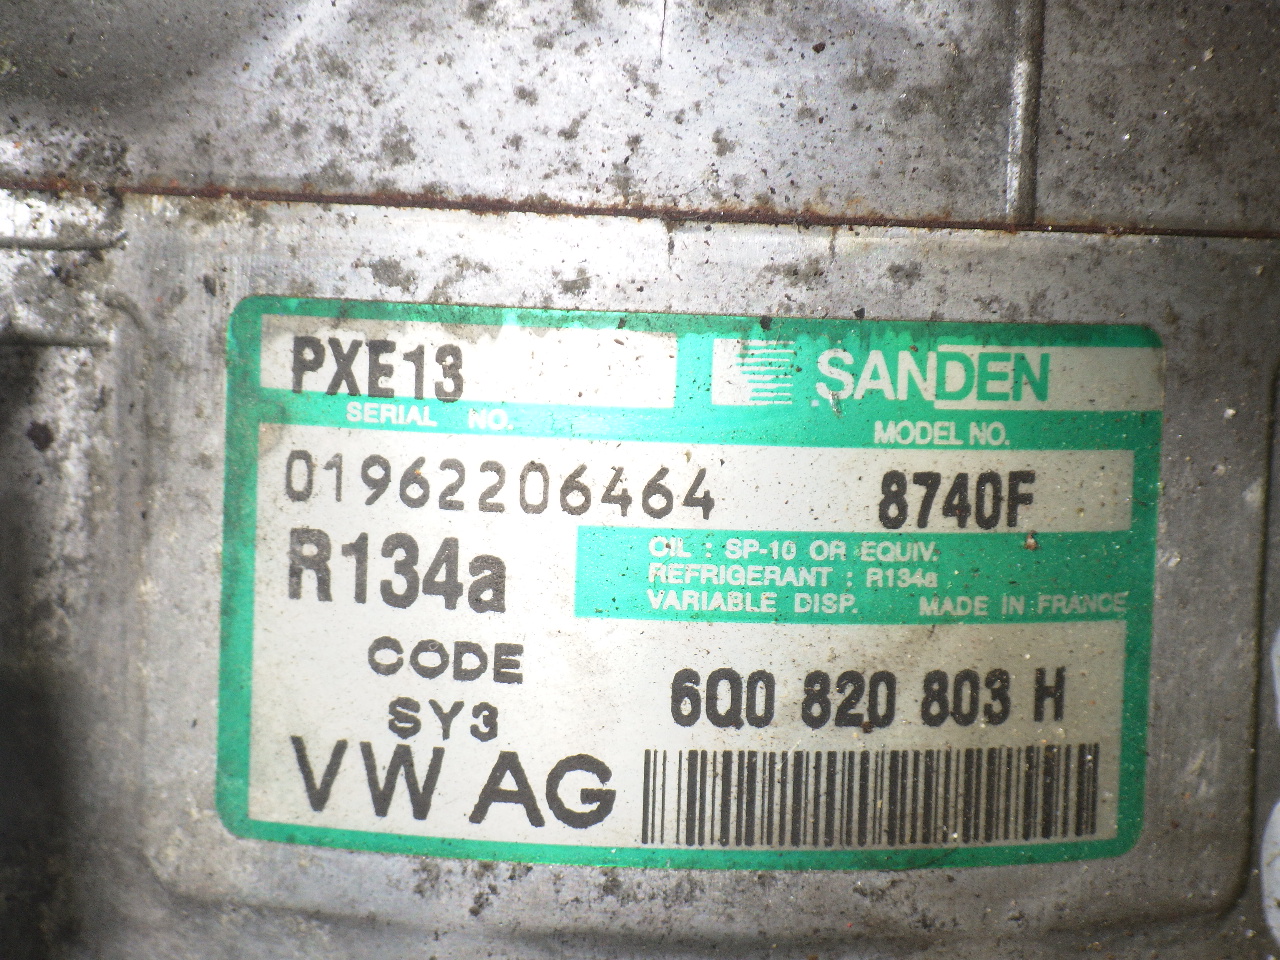 PXE13 SANDEN
SERIAL NO. MODEL NO.
01962206464 8740F
R134a
OIL : SP-10 OR EQUIV.
REFRIGERANT : R134a
VARIABLE DISP. MADE IN FRANCE
CODE
SY3
6Q0 820 803 H
VW AG